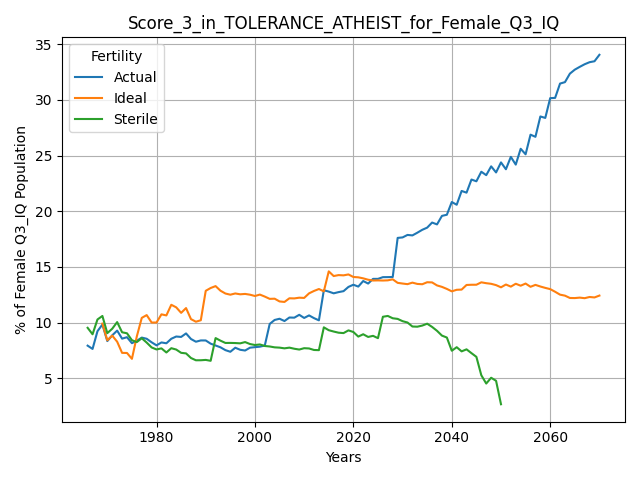 Score_3_in_TOLERANCE_ATHEIST_for_Female_Q3_IQ
Fertility
Actual
Ideal
Sterile
% of Female Q3_IQ Population
35
30
25
20
15
10
5
1980
2000
2020
2040
2060
Years